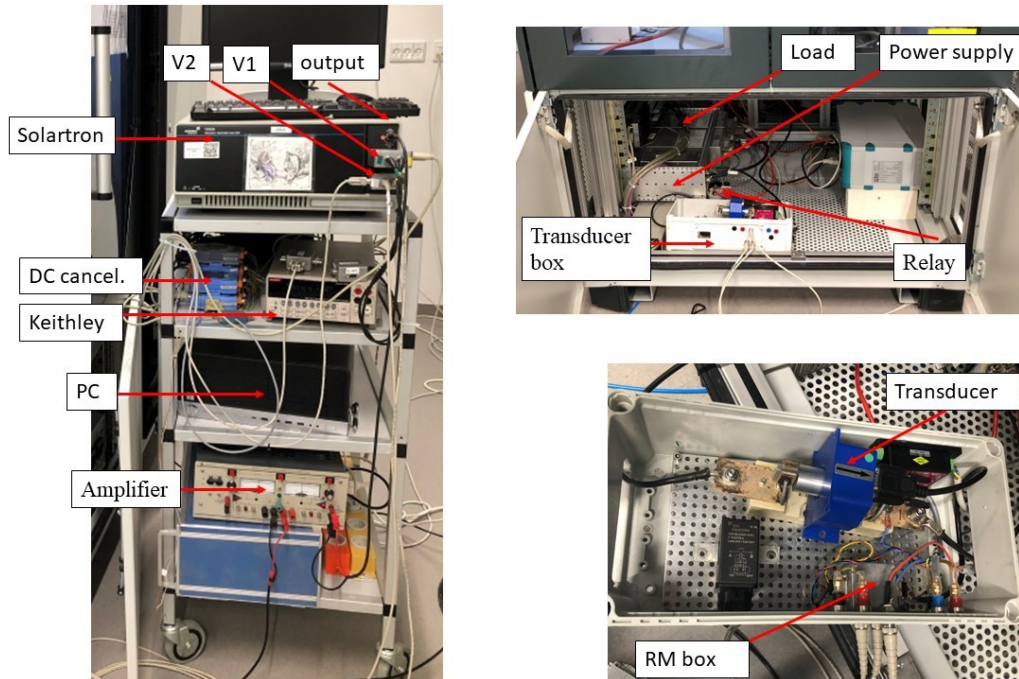 V2
V1
output
Solartron
DC cancel.
Keithley
PC
Amplifier
Load
Power supply
Transducer
box
Relay
Transducer
RM box